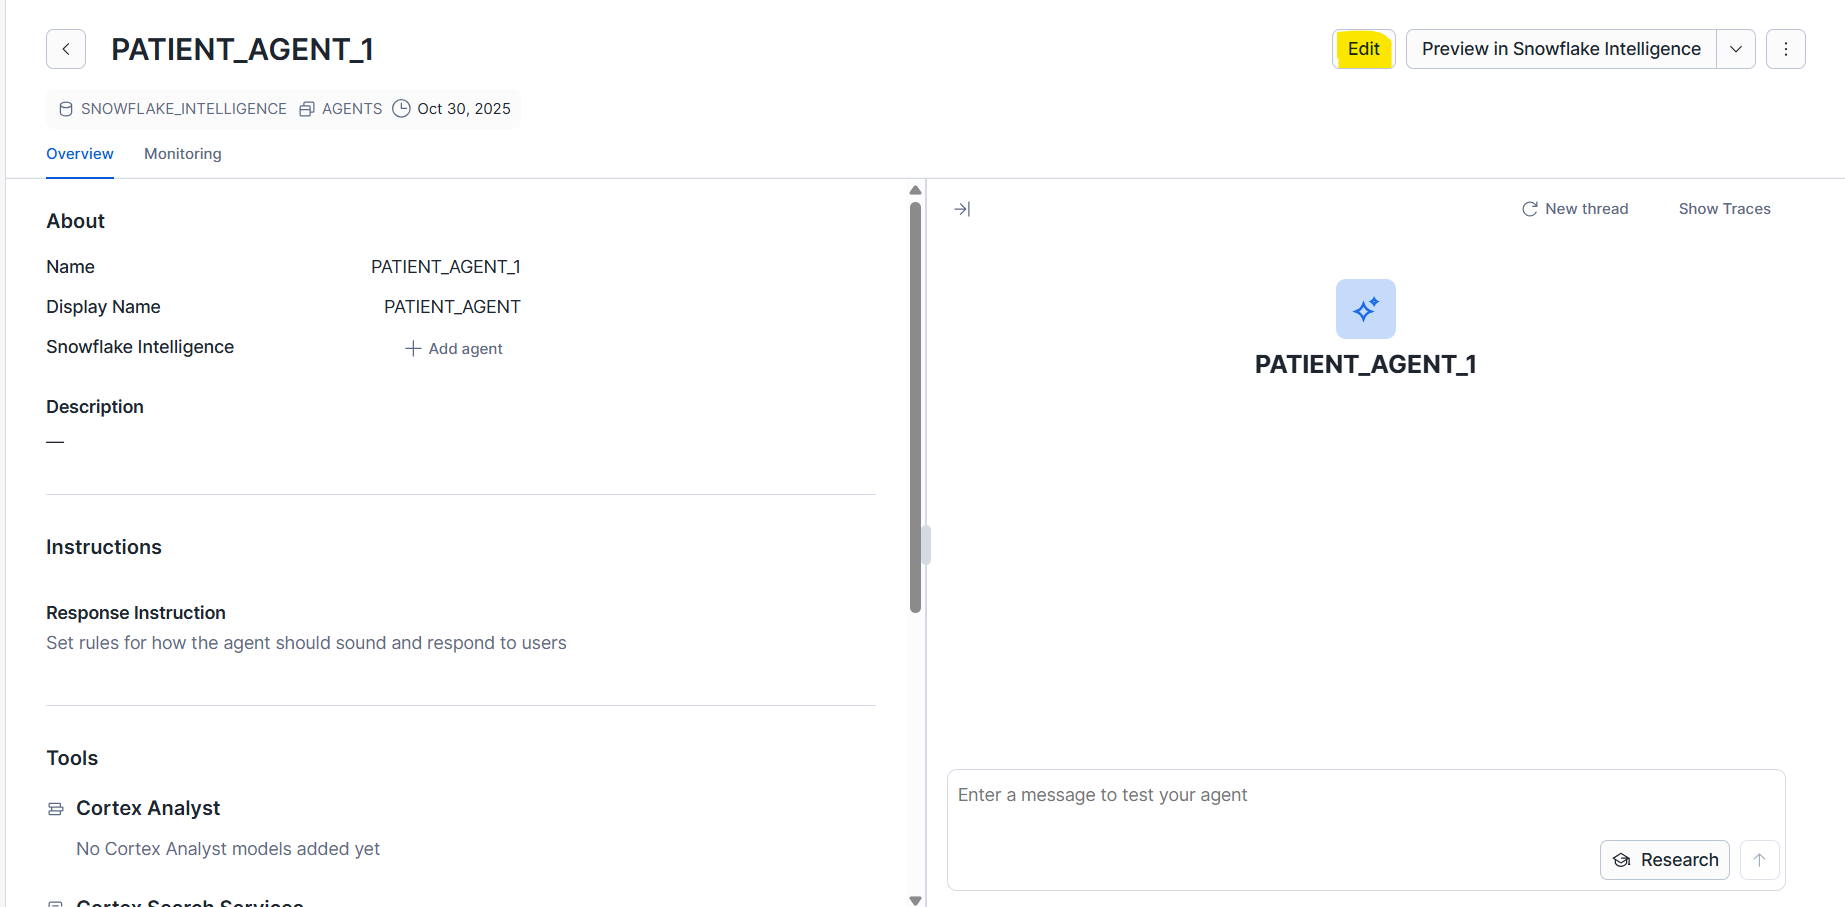 PATIENT_AGENT_1
Edit
Preview in Snowflake Intelligence
SNOWFLAKE_INTELLIGENCE AGENTS Oct 30, 2025
Overview Monitoring
About
Name PATIENT_AGENT_1
Display Name PATIENT_AGENT
Snowflake Intelligence Add agent
Description
—
Instructions
Response Instruction
Set rules for how the agent should sound and respond to users
Tools
Cortex Analyst
No Cortex Analyst models added yet
Cortex Search Services
New thread Show Traces
PATIENT_AGENT_1
Enter a message to test your agent
Research